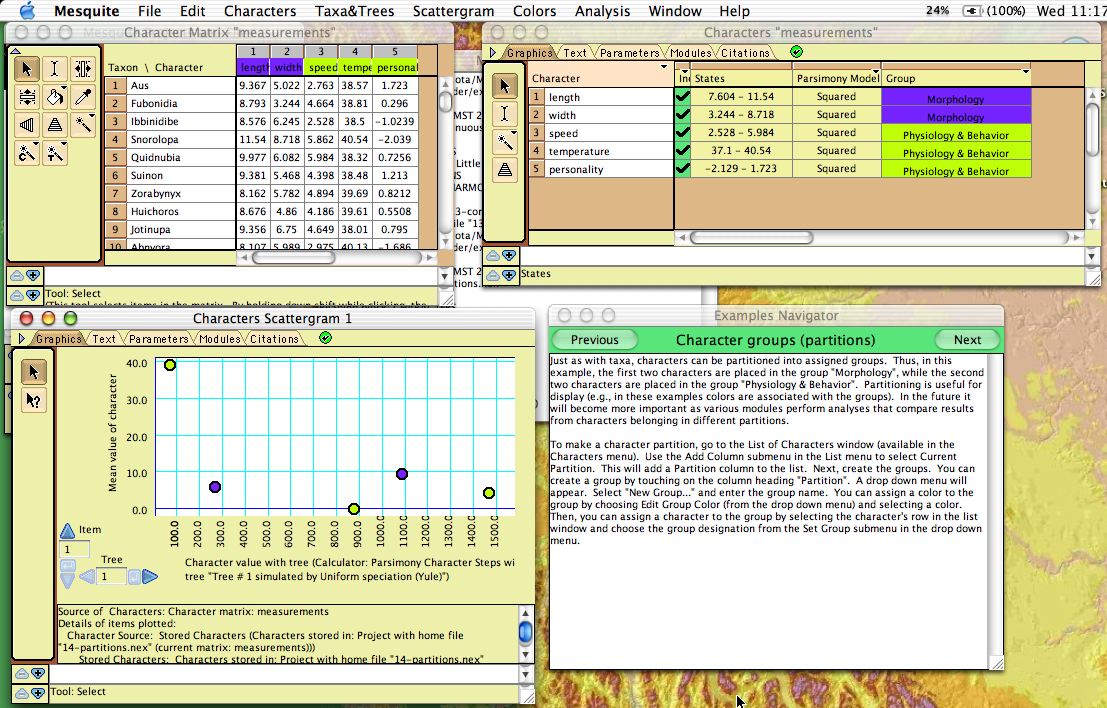 Mesquite File Edit Characters Taxa&Trees Scattergram Colors Analysis Window Help 24% (100%) Wed 11:17
Character Matrix "measurements"
1 2 3 4 5
Taxon \ Character length width speed tempe personal
1 Aus 9.367 5.022 2.763 38.57 1.723
2 Fubonidia 8.793 3.244 4.664 38.81 0.296
3 Ibbinidibe 8.576 6.245 2.528 38.5 -1.0239
4 Snorolopa 11.54 8.718 5.862 40.54 -2.039
5 Quidnubia 9.977 6.082 5.984 38.32 0.7256
6 Suinon 9.381 5.468 4.398 38.48 1.213
7 Zorabynyx 8.162 5.782 4.894 39.69 0.8212
8 Huichoros 8.676 4.86 4.186 39.61 0.5508
9 Jotinupa 9.356 6.75 4.649 38.01 0.795
10 Abnyora 8.107 5.989 2.975 40.13 -1.686
Tool: Select
(This tool selects items in the matrix. By holding down shift while clicking, the
Characters "measurements"
Graphics Text Parameters Modules Citations
Character In States Parsimony Model Group
1 length 7.604 - 11.54 Squared Morphology
2 width 3.244 - 8.718 Squared Morphology
3 speed 2.528 - 5.984 Squared Physiology & Behavior
4 temperature 37.1 - 40.54 Squared Physiology & Behavior
5 personality -2.129 - 1.723 Squared Physiology & Behavior
States
Characters Scattergram 1
Graphics Text Parameters Modules Citations
Mean value of character
40.0
30.0
20.0
10.0
0.0
1000.0 2000.0 3000.0 4000.0 5000.0 6000.0 7000.0 8000.0 9000.0
Item
1
Tree
1
Character value with tree (Calculator: Parsimony Character Steps wi
tree "Tree # 1 simulated by Uniform speciation (Yule)")
Source of Characters: Character matrix: measurements
Details of items plotted:
Character Source: Stored Characters (Characters stored in: Project with home file
"14-partitions.nex" (current matrix: measurements)))
Stored Characters: Characters stored in: Project with home file "14-partitions.nex"
Tool: Select
Examples Navigator
Previous Character groups (partitions) Next
Just as with taxa, characters can be partitioned into assigned groups. Thus, in this
example, the first two characters are placed in the group "Morphology", while the second
two characters are placed in the group "Physiology & Behavior". Partitioning is useful for
display (e.g., in these examples colors are associated with the groups). In the future it
will become more important as various modules perform analyses that compare results
from characters belonging in different partitions.
To make a character partition, go to the List of Characters window (available in the
Characters menu). Use the Add Column submenu in the List menu to select Current
Partition. This will add a Partition column to the list. Next, create the groups. You can
create a group by touching on the column heading "Partition". A drop down menu will
appear. Select "New Group..." and enter the group name. You can assign a color to the
group by choosing Edit Group Color (from the drop down menu) and selecting a color.
Then, you can assign a character to the group by selecting the character's row in the list
window and choose the group designation from the Set Group submenu in the drop down
menu.